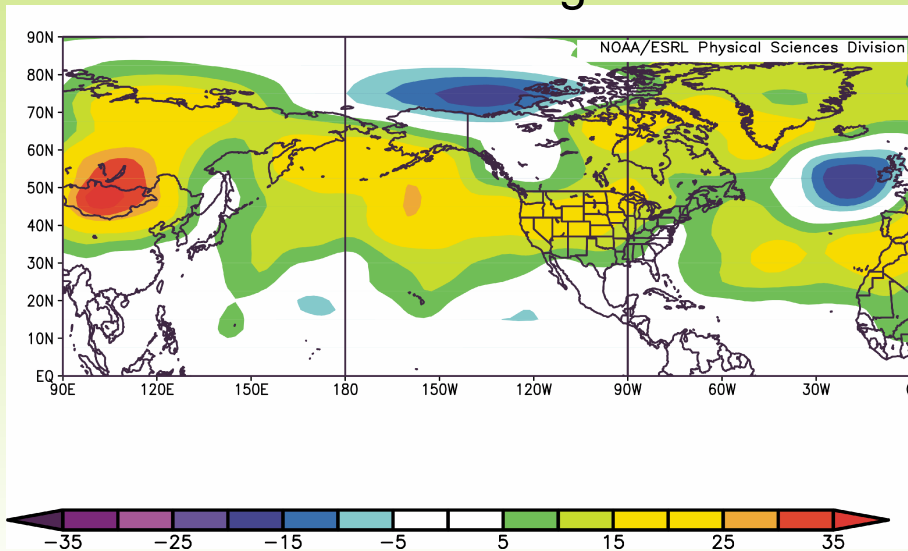 g
NOAA/ESRL Physical Sciences Division
90N
80N
70N
60N
50N
40N
30N
20N
10N
EQ
90E 120E 150E 180 150W 120W 90W 60W 30W
-35 -25 -15 -5 5 15 25 35